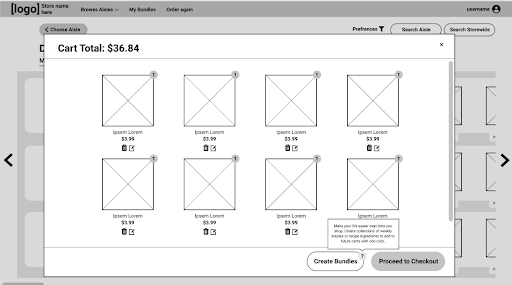 [logo] Store name
here
Browse Aisles
My Bundles
Order again
username
Choose Aisle
Preferences
Search Aisle
Search Storewide
D
M
Cart Total: $36.84
×
1
1
1
1
Ipsem Lorem
Ipsem Lorem
Ipsem Lorem
Ipsem Lorem
$3.99
$3.99
$3.99
$3.99
1
1
1
1
Ipsem Lorem
Ipsem Lorem
Ipsem Lorem
Ipsem Lorem
$3.99
$3.99
$3.99
Make your life easier next time you
shop. Create collections of weekly
staples or recipe ingredients to add to
future carts with one click.
?
Create Bundles
Proceed to Checkout